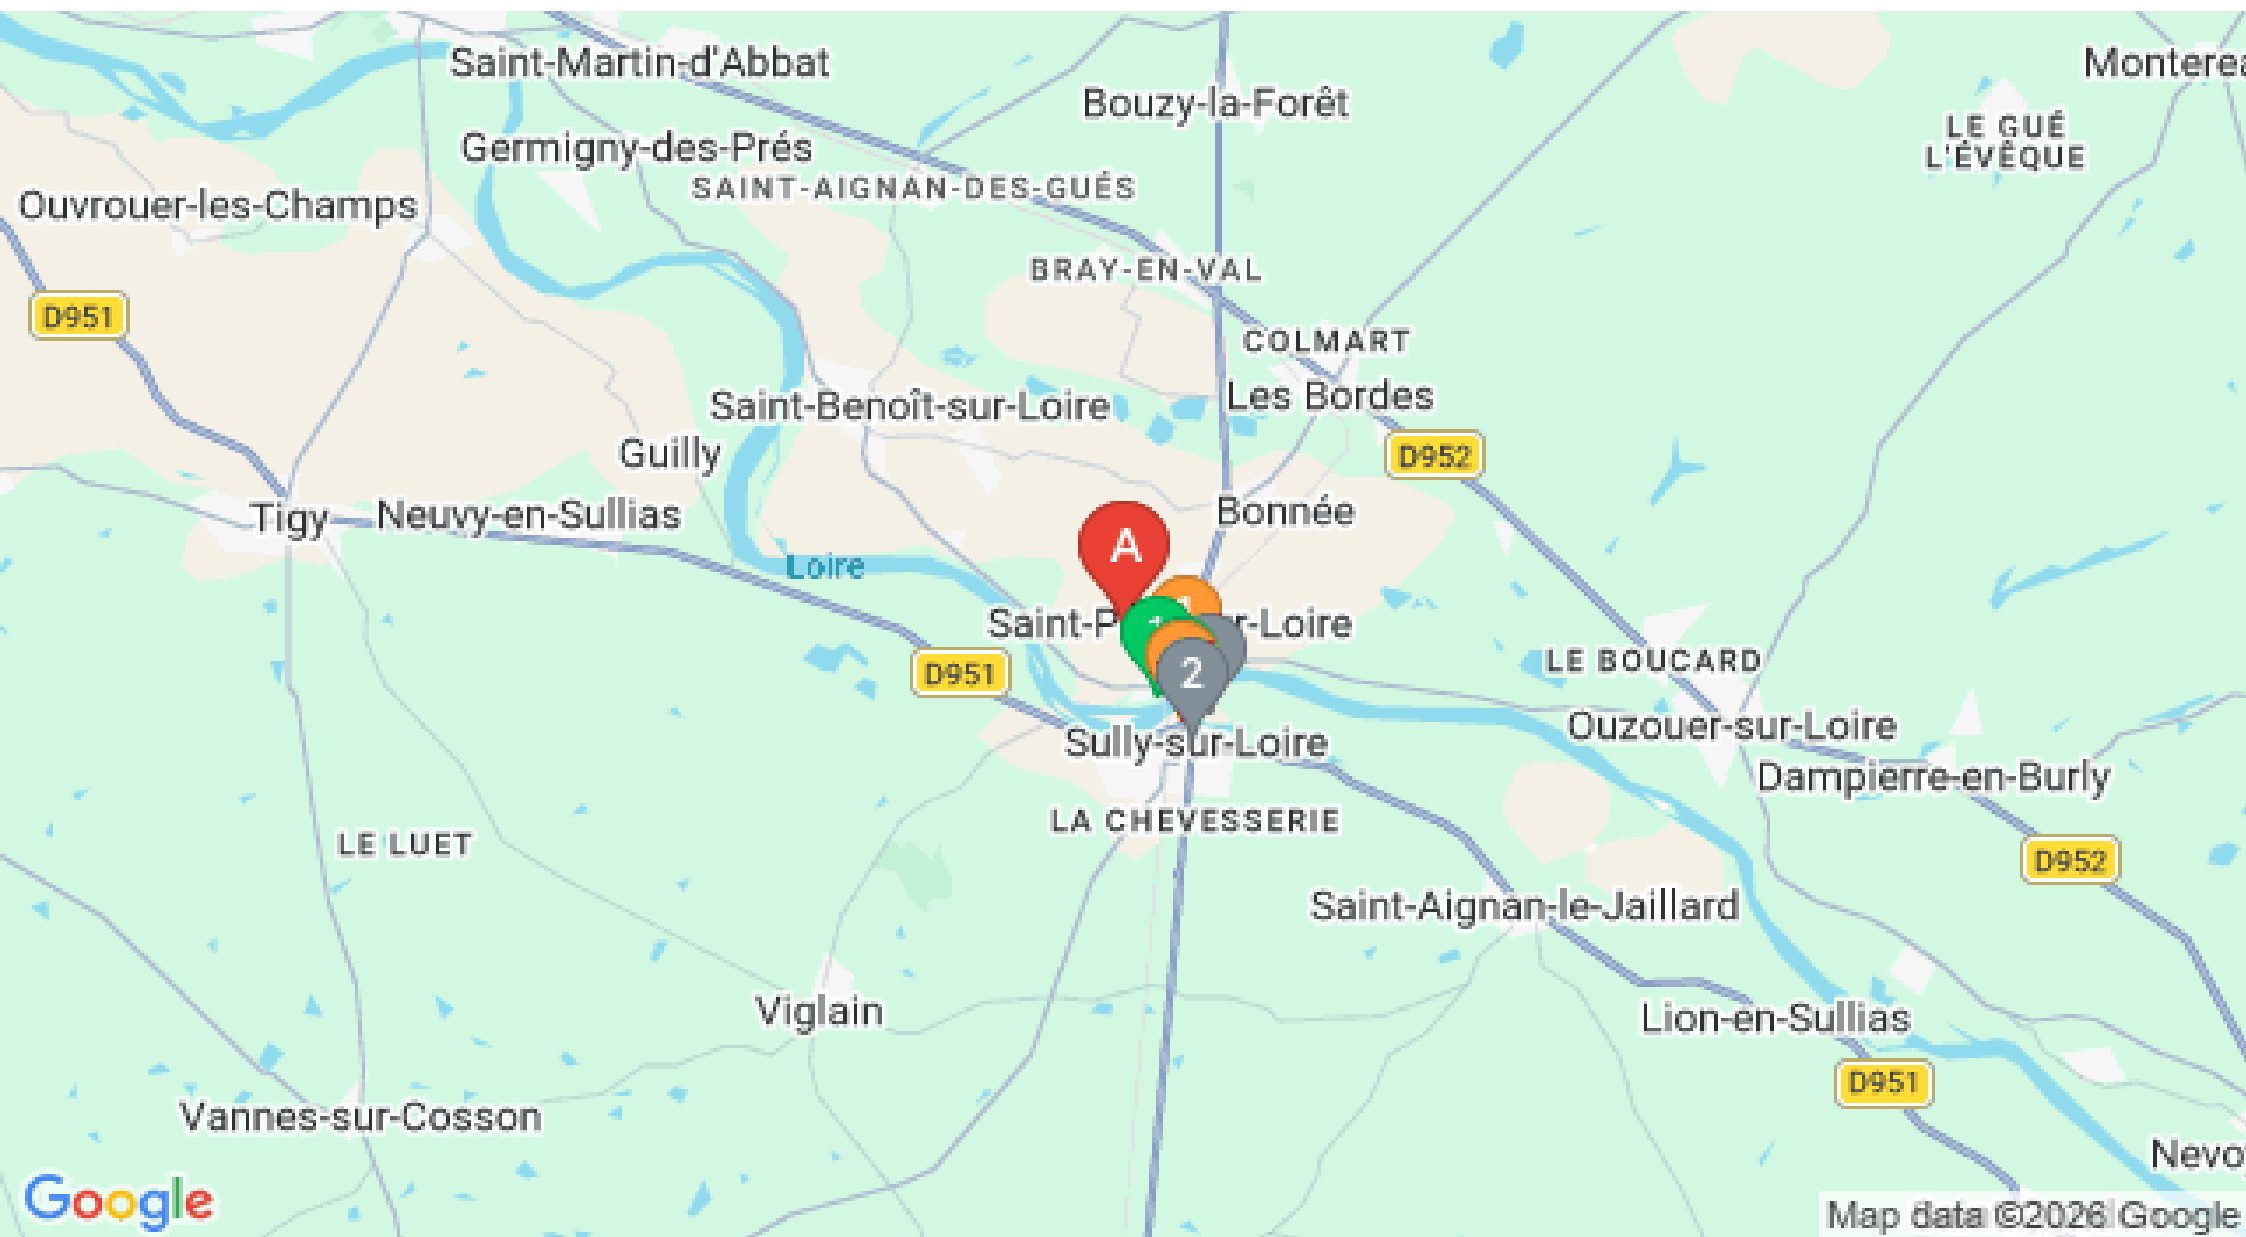 Saint-Martin-d'Abbat
Monterea
Bouzy-la-Forêt
LE GUÉ
L'ÉVÊQUE
Germigny-des-Prés
SAINT-AIGNAN-DES-GUÉS
Ouvrouer-les-Champs
BRAY-EN-VAL
D951
COLMART
Les Bordes
Saint-Benoît-sur-Loire
Guilly
D952
Tigy
Neuvy-en-Sullias
Bonnée
A
Loire
1
Saint-P
r-Loire
D951
2
LE BOUCARD
Ouzouer-sur-Loire
Sully-sur-Loire
Dampierre-en-Burly
LA CHEVESSERIE
LE LUET
D952
Saint-Aignan-le-Jaillard
Viglain
Lion-en-Sullias
D951
Vannes-sur-Cosson
Nevo
Google
Map data ©2026 Google